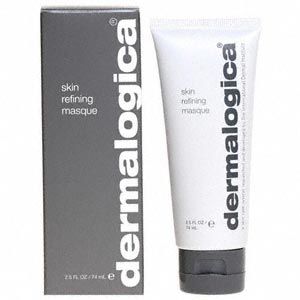 dermalogica®
skin
refining
masque
2.5 FL OZ / 74 mL ℮
dermalogica®
skin
refining
masque
2.5 FL OZ / 74 mL ℮